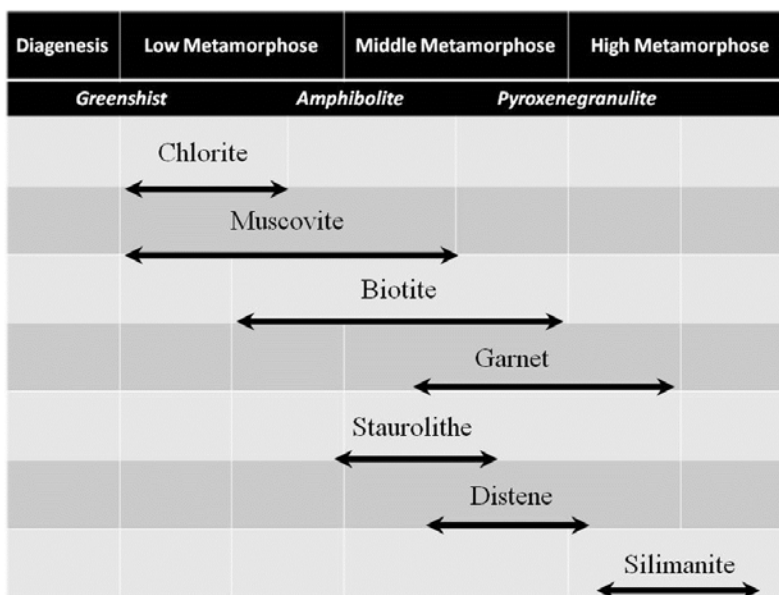 Diagenesis Low Metamorphose Middle Metamorphose High Metamorphose
Greenshist Amphibolite Pyroxenegranulite
Chlorite
Muscovite
Biotite
Garnet
Staurolithe
Distene
Silimanite